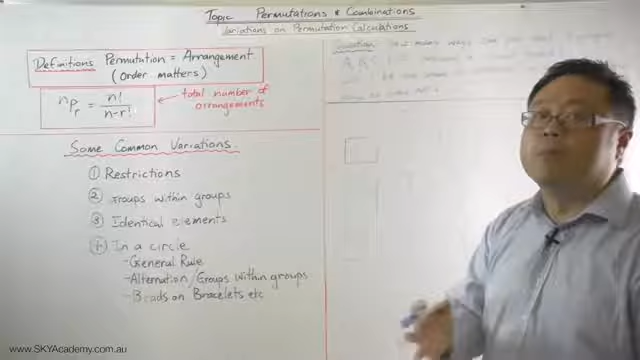 Topic Permutations & Combinations
Variations on Permutation Calculations
Definitions Permutation = Arrangement
(Order matters)
nPr = n!/n-r!
total number of
arrangements
Some Common Variations
① Restrictions
② Groups within groups
③ Identical elements
④ In a circle
- General Rule
- Alternation/Groups within groups
- Beads on Bracelets etc
www.SKYAcademy.com.au